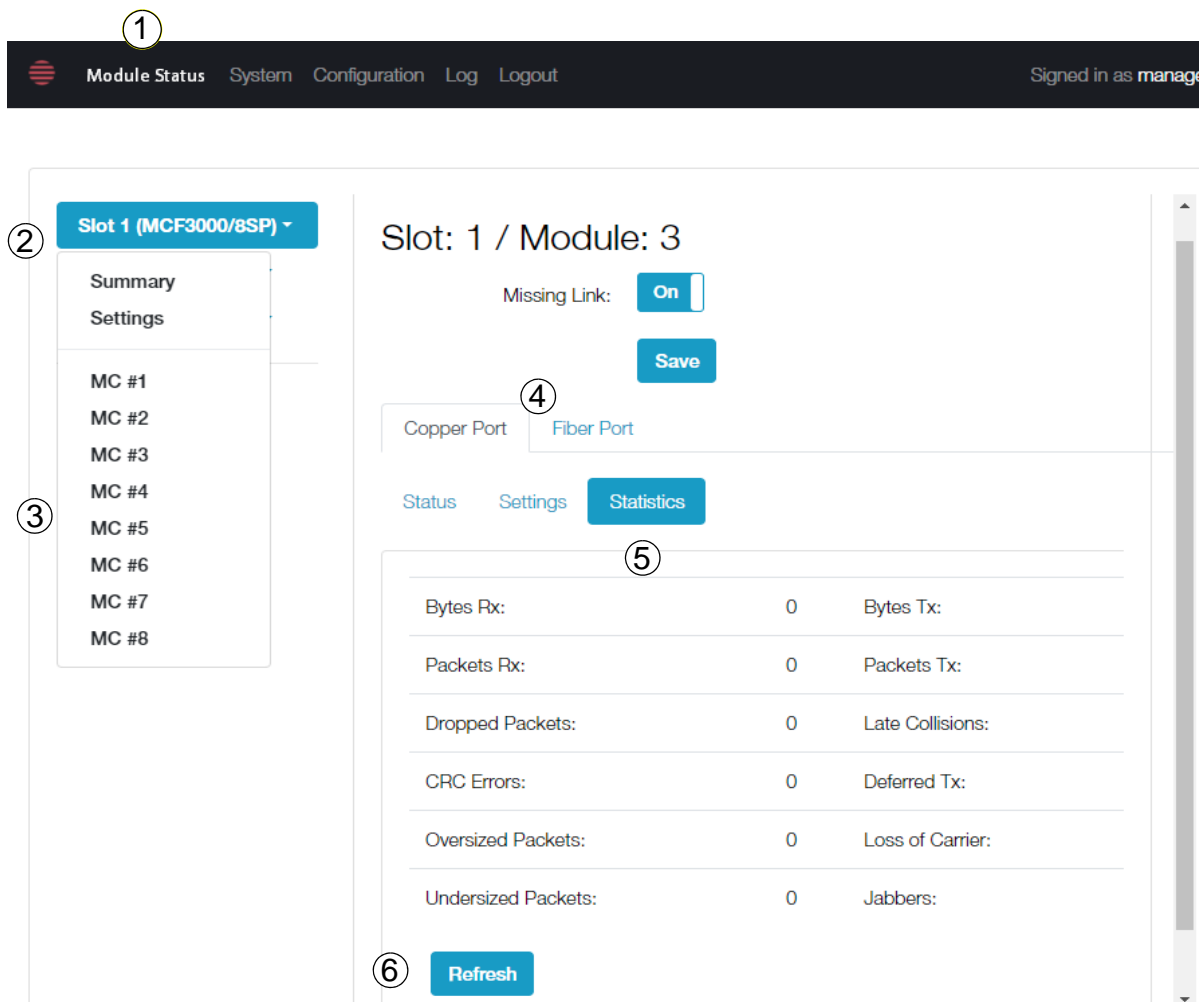 ①
Module Status System Configuration Log Logout Signed in as manage
② Slot 1 (MCF3000/8SP)
Summary
Settings
③
MC #1
MC #2
MC #3
MC #4
MC #5
MC #6
MC #7
MC #8
Slot: 1 / Module: 3
Missing Link: On
Save
④
Copper Port Fiber Port
Status Settings Statistics
⑤
Bytes Rx: 0 Bytes Tx:
Packets Rx: 0 Packets Tx:
Dropped Packets: 0 Late Collisions:
CRC Errors: 0 Deferred Tx:
Oversized Packets: 0 Loss of Carrier:
Undersized Packets: 0 Jabbers:
⑥ Refresh